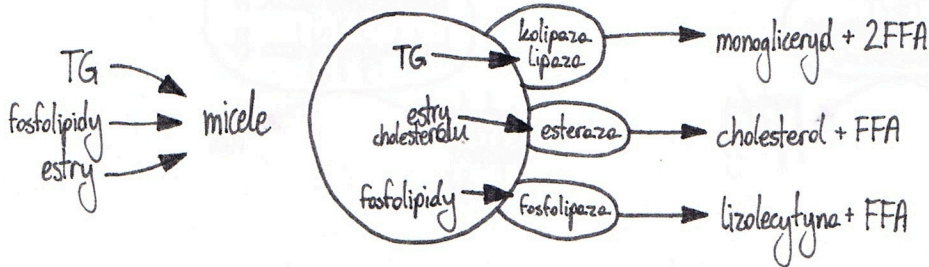 TG
fosfolipidy
estry
micele
TG
kolipaza
lipaza
monogliceryd + 2FFA
estry
cholesterolu
esteraza
cholesterol + FFA
fosfolipidy
fosfolipaza
lizolecytyna + FFA